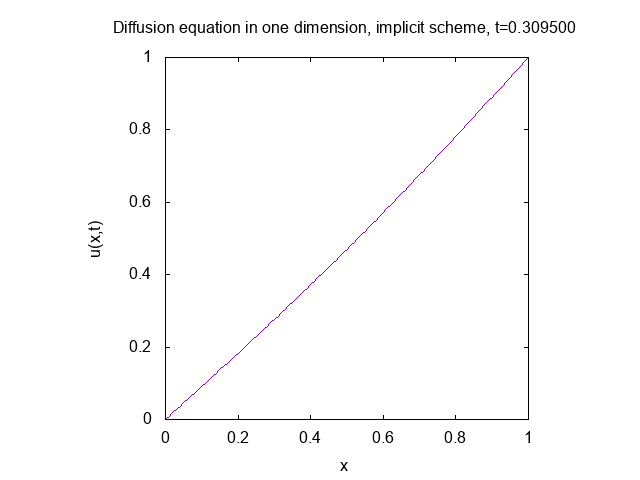 Diffusion equation in one dimension, implicit scheme, t=0.309500
1
0.8
0.6
0.4
0.2
0
u(x,t)
0 0.2 0.4 0.6 0.8 1
x